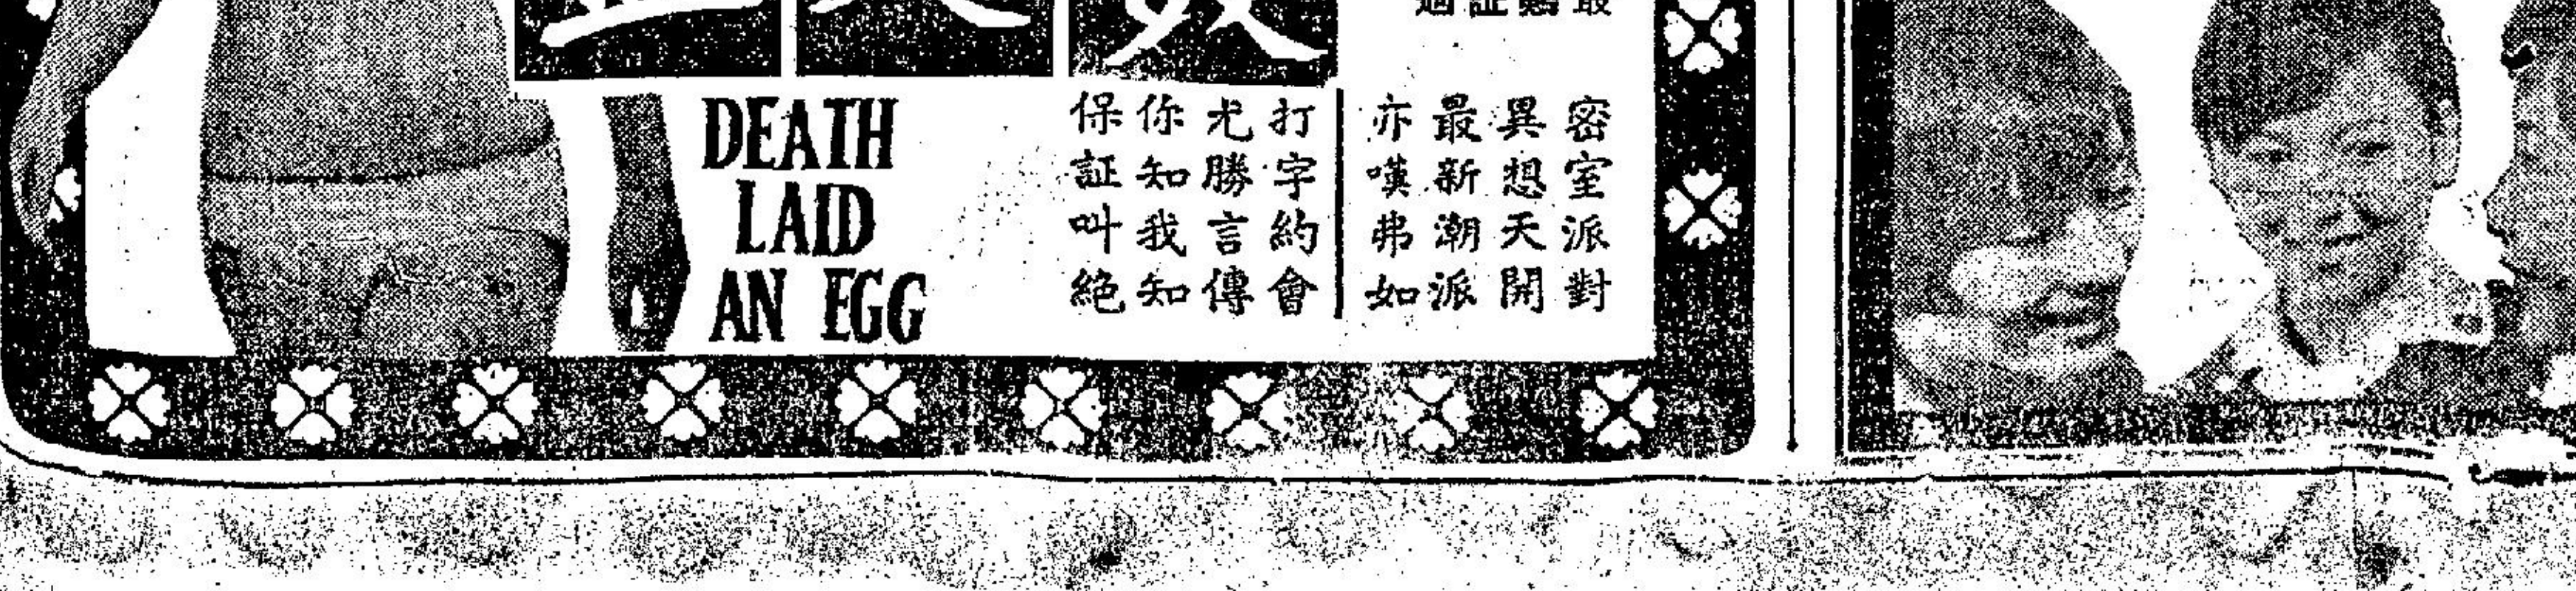 密室派對
異想天開
最新潮派
亦嘆弗如
打字約會
尤勝言傳
你知我知
保証叫絕
DEATH
LAID
AN EGG